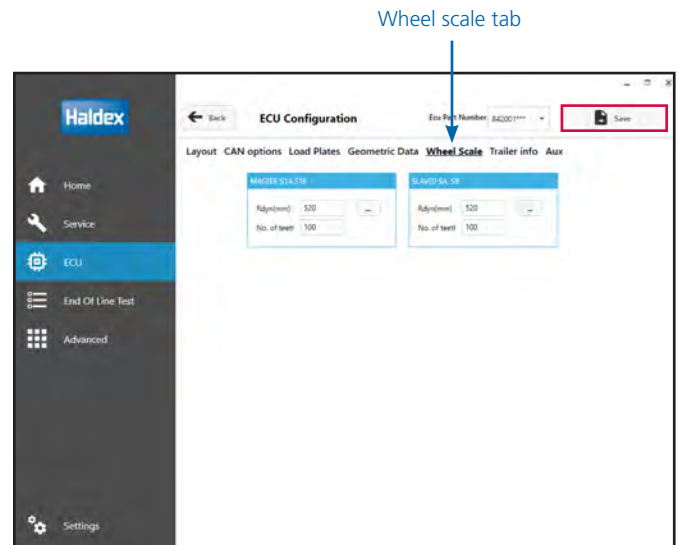 Wheel scale tab
Haldex
Back
ECU Configuration
Ecu Part Number
842001***
Save
Layout CAN options Load Plates Geometric Data Wheel Scale Trailer info Aux
Home
Service
ECU
End Of Line Test
Advanced
Settings
Rdyn(mm) 520 ...
No. of teeth 100
Rdyn(mm) 520 ...
No. of teeth 100